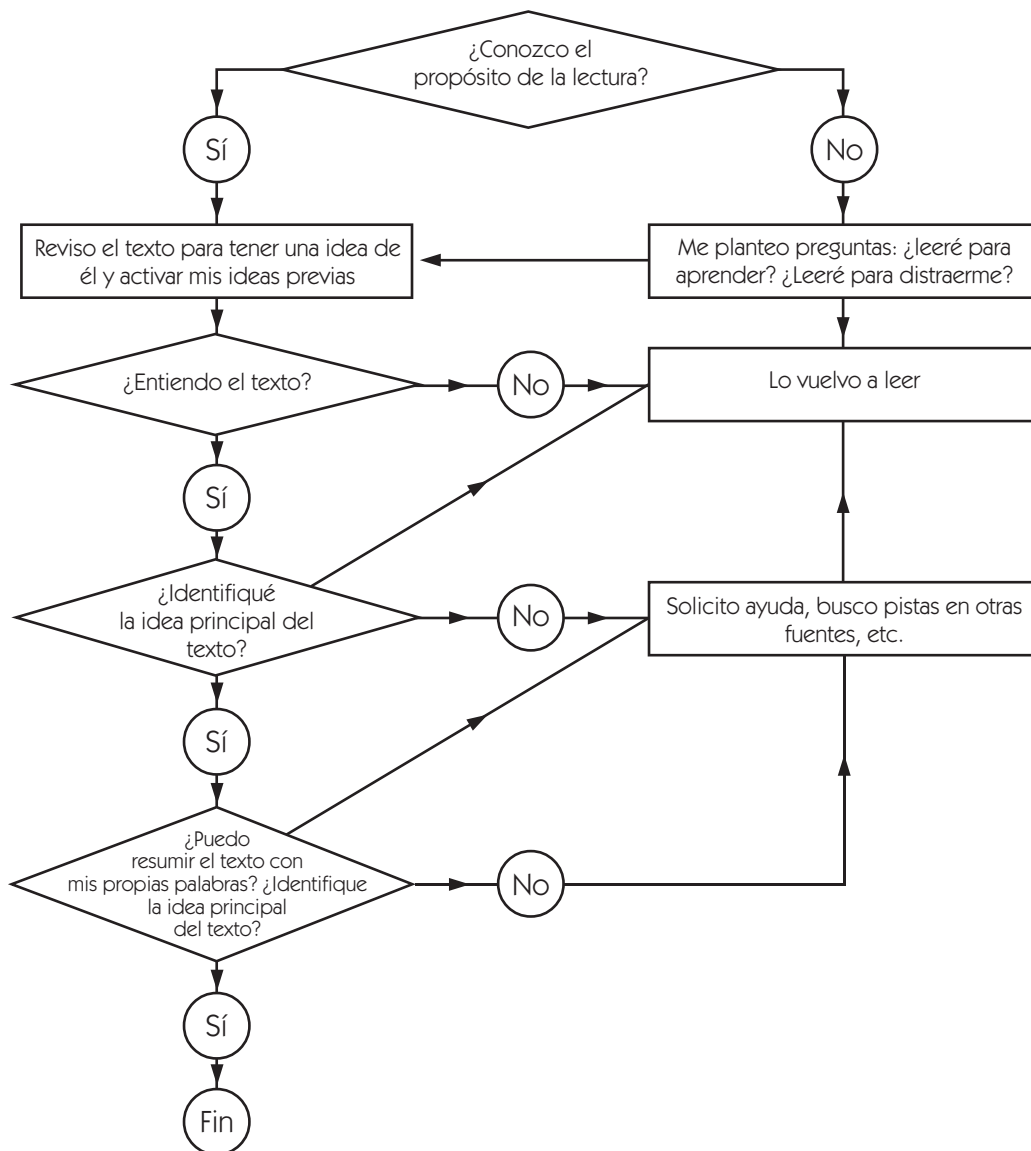 ¿Conozco el
propósito de la lectura?
Sí
No
Reviso el texto para tener una idea de
él y activar mis ideas previas
Me planteo preguntas: ¿leeré para
aprender? ¿Leeré para distraerme?
¿Entiendo el texto?
No
Lo vuelvo a leer
Sí
¿Identifiqué
la idea principal del
texto?
No
Solicito ayuda, busco pistas en otras
fuentes, etc.
Sí
¿Puedo
resumir el texto con
mis propias palabras? ¿Identifique
la idea principal
del texto?
No
Sí
Fin